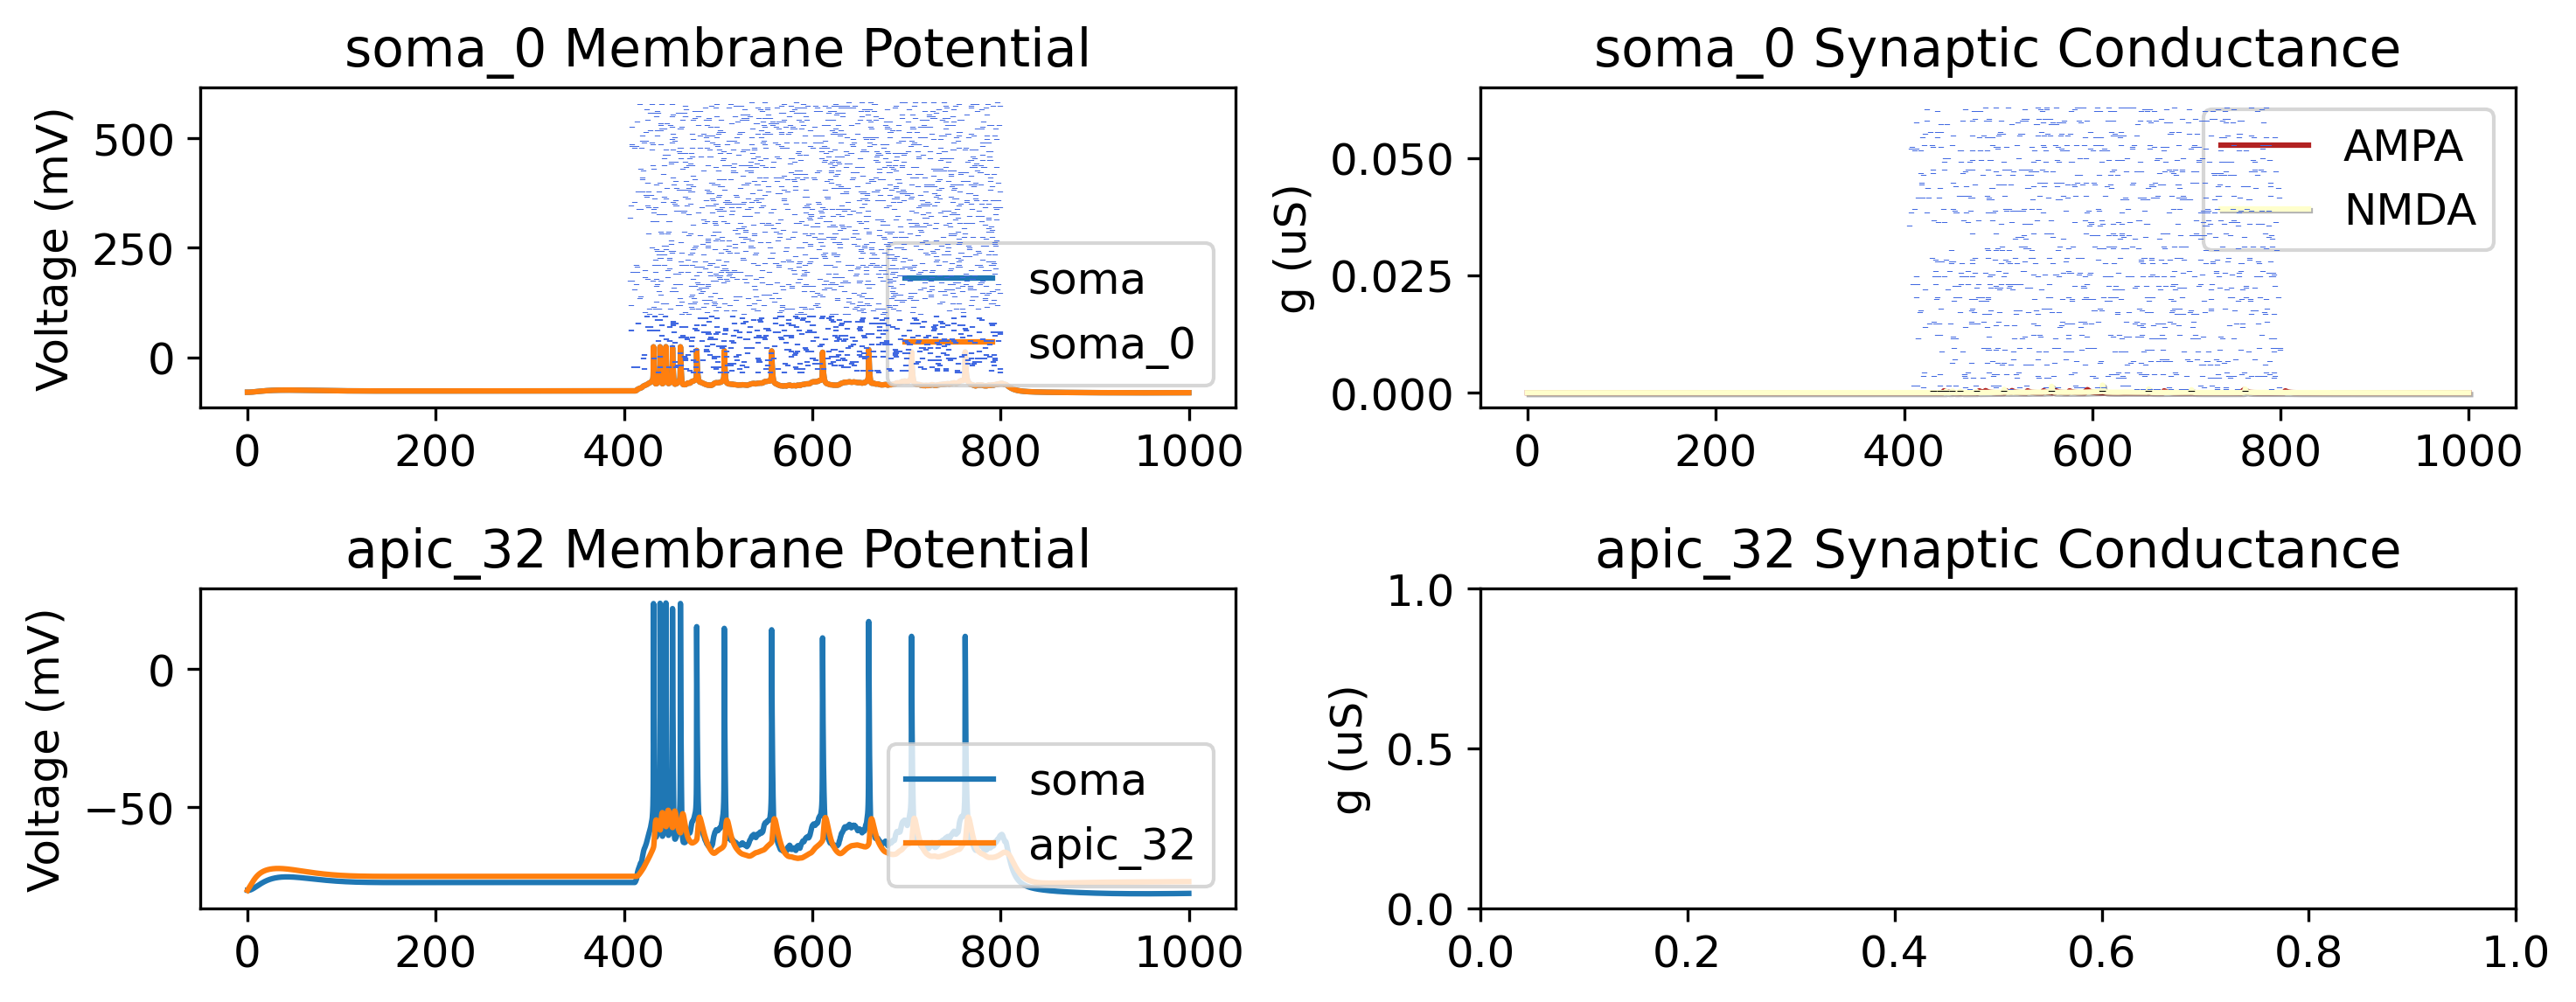 soma_0 Membrane Potential
Voltage (mV)
500
250
0
soma
soma_0
0 200 400 600 800 1000
soma_0 Synaptic Conductance
g (uS)
0.050
0.025
0.000
AMPA
NMDA
0 200 400 600 800 1000
apic_32 Membrane Potential
Voltage (mV)
0
−50
soma
apic_32
0 200 400 600 800 1000
apic_32 Synaptic Conductance
g (uS)
1.0
0.5
0.0
0.0 0.2 0.4 0.6 0.8 1.0